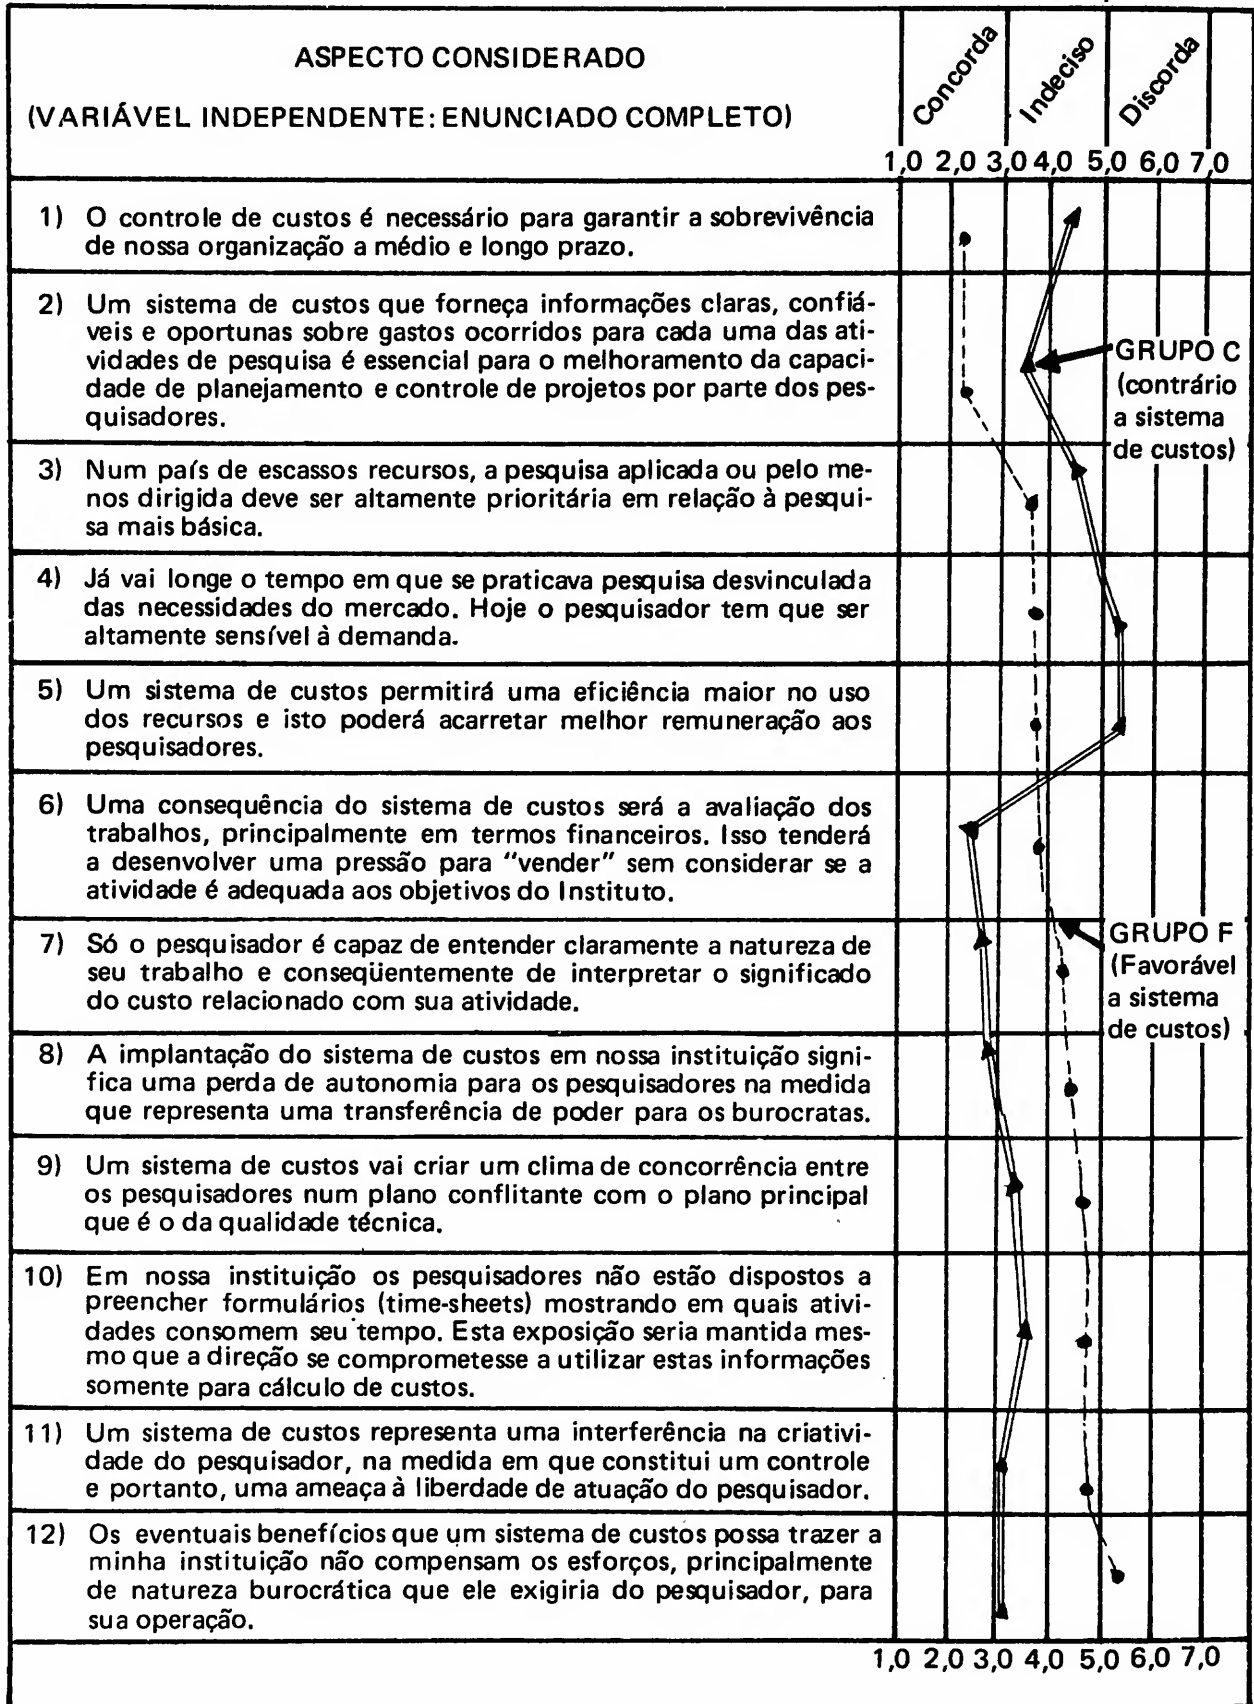 ASPECTO CONSIDERADO
(VARIÁVEL INDEPENDENTE: ENUNCIADO COMPLETO)
Concorda
Indeciso
Discorda
1,0 2,0 3,0 4,0 5,0 6,0 7,0
1) O controle de custos é necessário para garantir a sobrevivência
de nossa organização a médio e longo prazo.
2) Um sistema de custos que forneça informações claras, confiá-
veis e oportunas sobre gastos ocorridos para cada uma das ati-
vidades de pesquisa é essencial para o melhoramento da capaci-
dade de planejamento e controle de projetos por parte dos pes-
quisadores.
GRUPO C
(contrário
a sistema
de custos)
3) Num país de escassos recursos, a pesquisa aplicada ou pelo me-
nos dirigida deve ser altamente prioritária em relação à pesqui-
sa mais básica.
4) Já vai longe o tempo em que se praticava pesquisa desvinculada
das necessidades do mercado. Hoje o pesquisador tem que ser
altamente sensível à demanda.
5) Um sistema de custos permitirá uma eficiência maior no uso
dos recursos e isto poderá acarretar melhor remuneração aos
pesquisadores.
6) Uma consequência do sistema de custos será a avaliação dos
trabalhos, principalmente em termos financeiros. Isso tenderá
a desenvolver uma pressão para "vender" sem considerar se a
atividade é adequada aos objetivos do Instituto.
7) Só o pesquisador é capaz de entender claramente a natureza de
seu trabalho e conseqüentemente de interpretar o significado
do custo relacionado com sua atividade.
GRUPO F
(Favorável
a sistema
de custos)
8) A implantação do sistema de custos em nossa instituição signi-
fica uma perda de autonomia para os pesquisadores na medida
que representa uma transferência de poder para os burocratas.
9) Um sistema de custos vai criar um clima de concorrência entre
os pesquisadores num plano conflitante com o plano principal
que é o da qualidade técnica.
10) Em nossa instituição os pesquisadores não estão dispostos a
preencher formulários (time-sheets) mostrando em quais ativi-
dades consomem seu tempo. Esta exposição seria mantida mes-
mo que a direção se comprometesse a utilizar estas informações
somente para cálculo de custos.
11) Um sistema de custos representa uma interferência na criativi-
dade do pesquisador, na medida em que constitui um controle
e portanto, uma ameaça à liberdade de atuação do pesquisador.
12) Os eventuais benefícios que um sistema de custos possa trazer a
minha instituição não compensam os esforços, principalmente
de natureza burocrática que ele exigiria do pesquisador, para
sua operação.
1,0 2,0 3,0 4,0 5,0 6,0 7,0